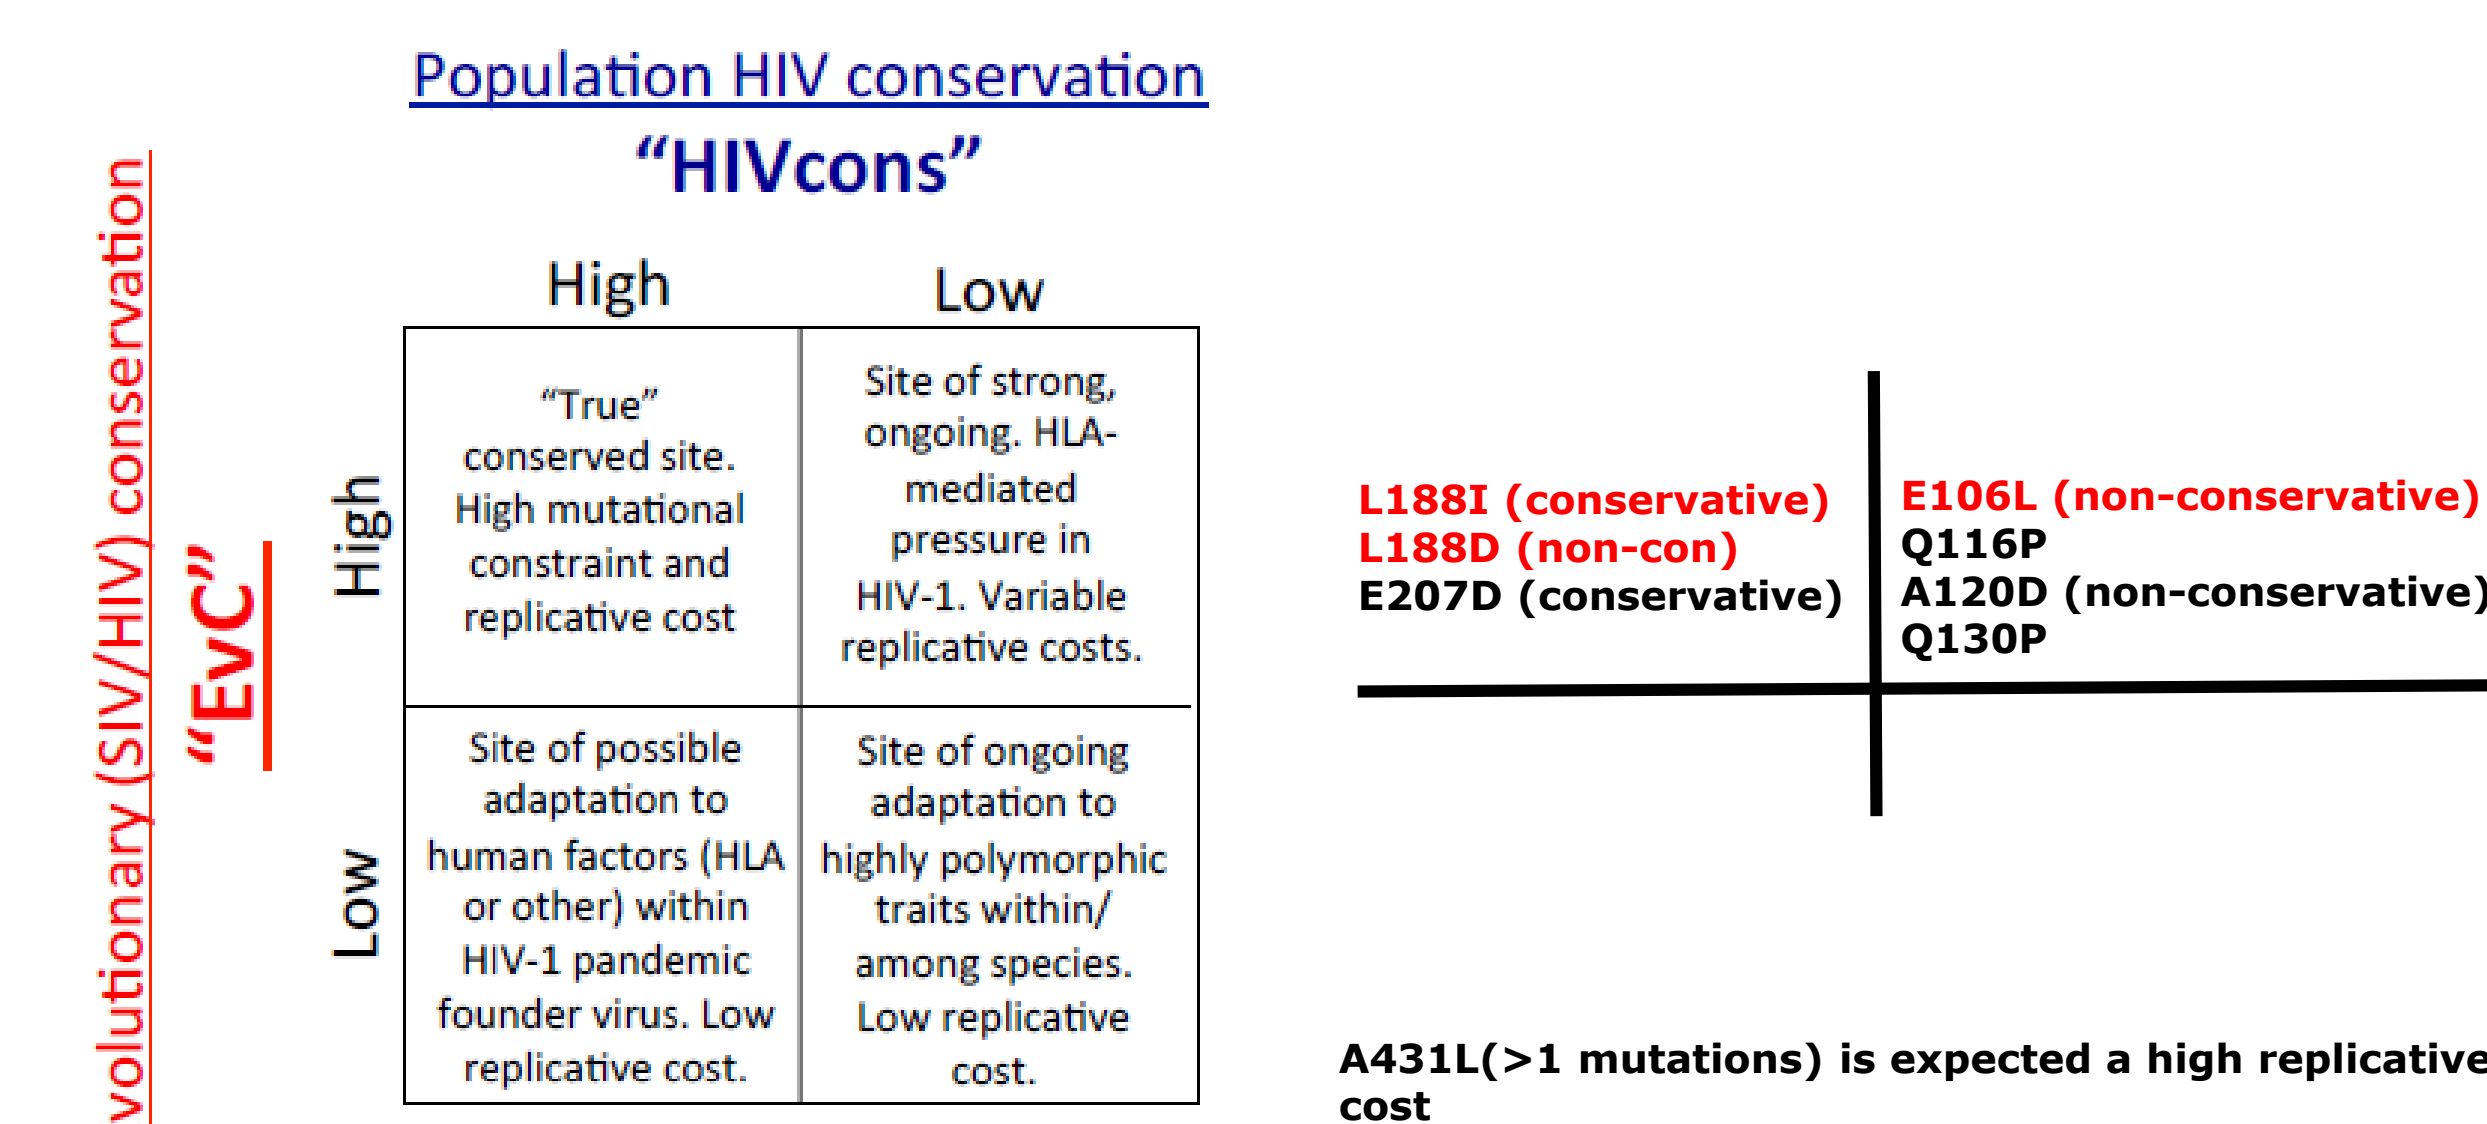 Population HIV conservation
“HIVcons”
volutionary (SIV/HIV) conservation
“EvC”
High
Low
High
“True”
conserved site.
High mutational
constraint and
replicative cost
Site of strong,
ongoing. HLA-
mediated
pressure in
HIV-1. Variable
replicative costs.
Low
Site of possible
adaptation to
human factors (HLA
or other) within
HIV-1 pandemic
founder virus. Low
replicative cost.
Site of ongoing
adaptation to
highly polymorphic
traits within/
among species.
Low replicative
cost.
L188I (conservative)
L188D (non-con)
E207D (conservative)
E106L (non-conservative)
Q116P
A120D (non-conservative)
Q130P
A431L(>1 mutations) is expected a high replicative
cost